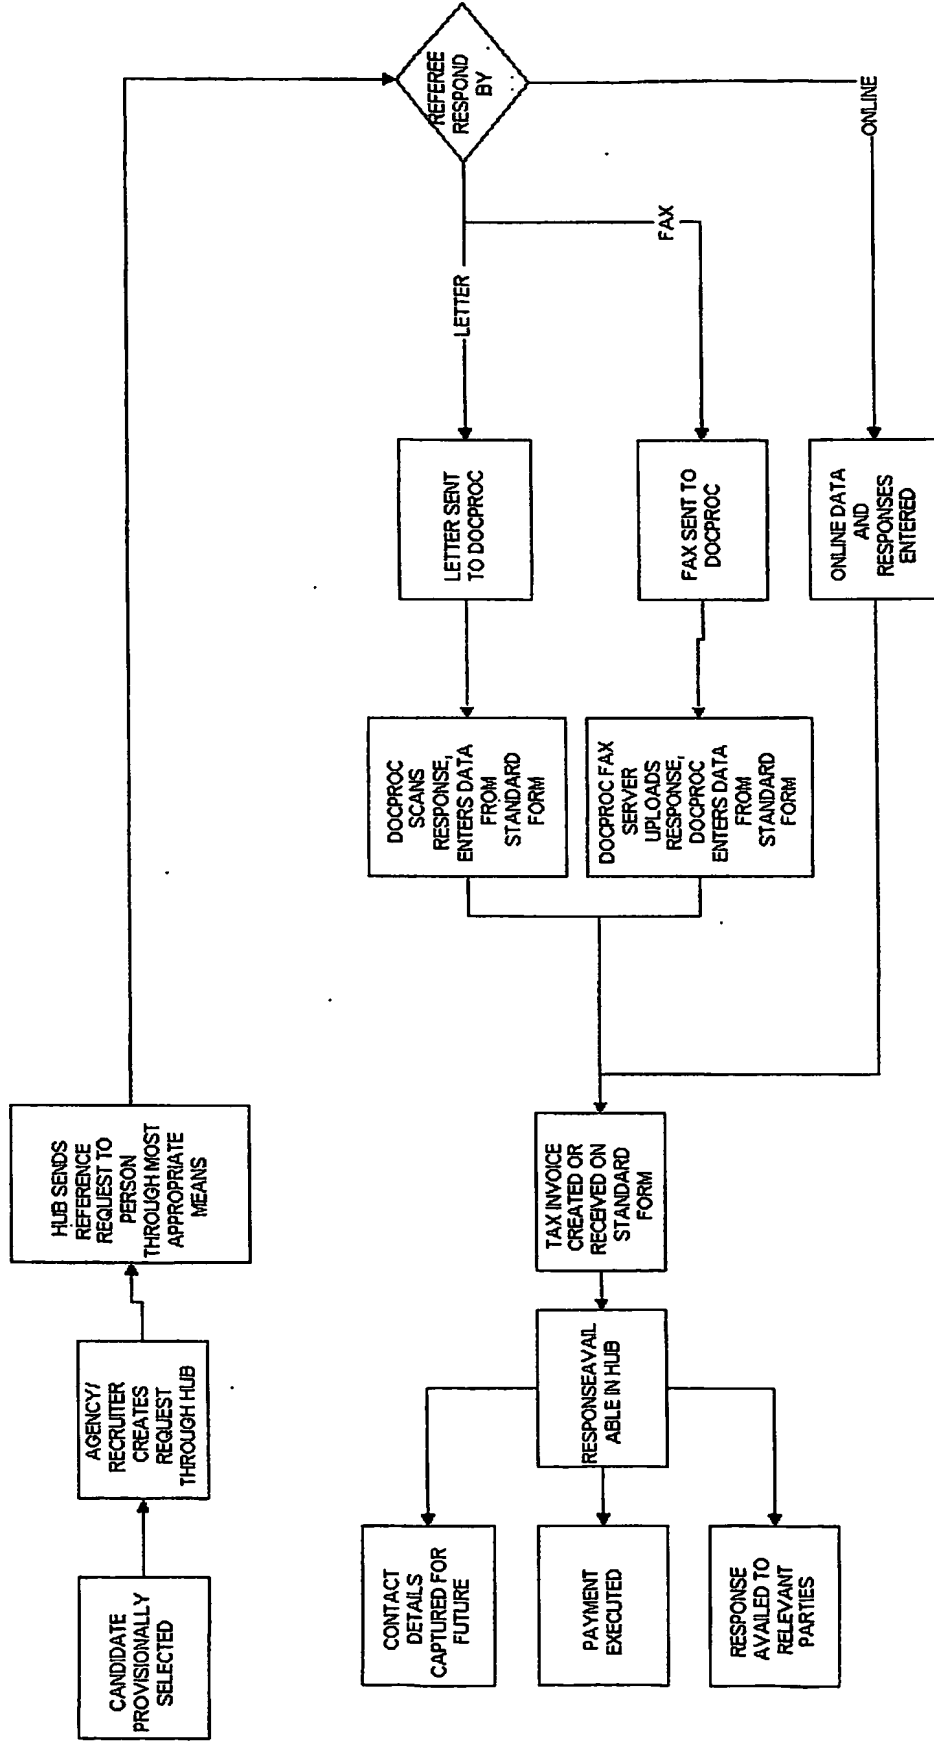 CANDIDATE
PROVISIONALLY
SELECTED
AGENCY/
RECRUITER
CREATES
REQUEST
THROUGH HUB
HUB SENDS
REFERENCE
REQUEST TO
PERSON
THROUGH MOST
APPROPRIATE
MEANS
REFEREE
RESPOND
BY
LETTER
FAX
ONLINE
LETTER SENT
TO DOCPROC
FAX SENT TO
DOCPROC
ONLINE DATA
AND
RESPONSES
ENTERED
DOCPROC
SCANS
RESPONSE,
ENTERS DATA
FROM
STANDARD
FORM
DOCPROC FAX
SERVER
UPLOADS
RESPONSE,
DOCPROC
ENTERS DATA
FROM
STANDARD
FORM
TAX INVOICE
CREATED OR
RECEIVED ON
STANDARD
FORM
RESPONSEAVAIL
ABLE IN HUB
CONTACT
DETAILS
CAPTURED FOR
FUTURE
PAYMENT
EXECUTED
RESPONSE
AVAILED TO
RELEVANT
PARTIES